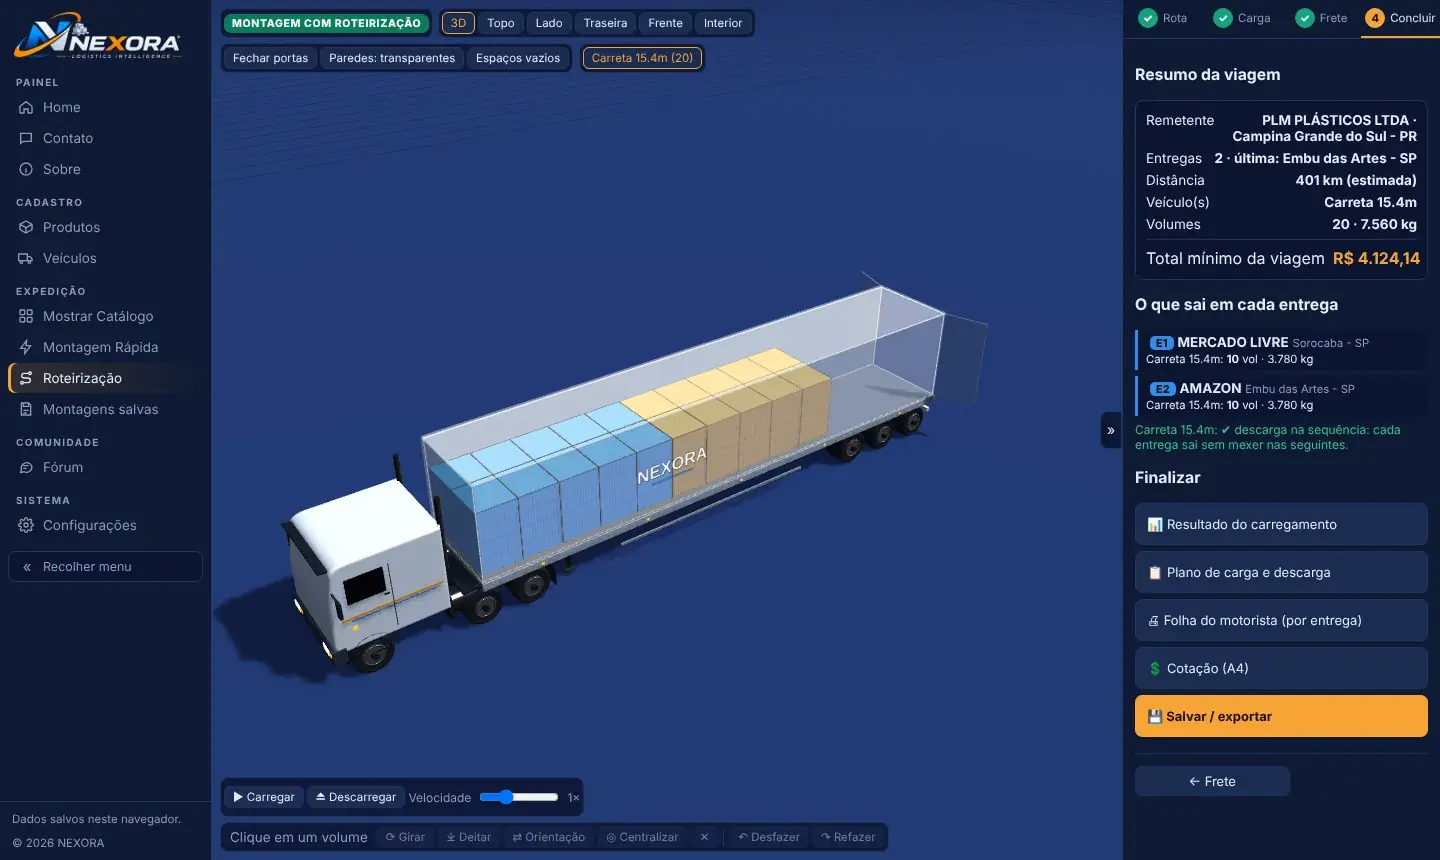 NEXORA
LOGISTICS INTELLIGENCE
PAINEL
Home
Contato
Sobre
CADASTRO
Produtos
Veículos
EXPEDIÇÃO
Mostrar Catálogo
Montagem Rápida
Roteirização
Montagens salvas
COMUNIDADE
Fórum
SISTEMA
Configurações
« Recolher menu
Dados salvos neste navegador.
© 2026 NEXORA
MONTAGEM COM ROTEIRIZAÇÃO 3D Topo Lado Traseira Frente Interior
Fechar portas Paredes: transparentes Espaços vazios Carreta 15.4m (20)
NEXORA
▶ Carregar ⏏ Descarregar Velocidade 1×
Clique em um volume ⟳ Girar ⤓ Deitar ⇄ Orientação ◎ Centralizar ✕ ↶ Desfazer ↷ Refazer
»
✓ Rota ✓ Carga ✓ Frete 4 Concluir
Resumo da viagem
Remetente PLM PLÁSTICOS LTDA ·
Campina Grande do Sul - PR
Entregas 2 · última: Embu das Artes - SP
Distância 401 km (estimada)
Veículo(s) Carreta 15.4m
Volumes 20 · 7.560 kg
Total mínimo da viagem R$ 4.124,14
O que sai em cada entrega
E1 MERCADO LIVRE Sorocaba - SP
Carreta 15.4m: 10 vol · 3.780 kg
E2 AMAZON Embu das Artes - SP
Carreta 15.4m: 10 vol · 3.780 kg
Carreta 15.4m: ✔ descarga na sequência: cada
entrega sai sem mexer nas seguintes.
Finalizar
📊 Resultado do carregamento
📋 Plano de carga e descarga
🖨 Folha do motorista (por entrega)
💲 Cotação (A4)
💾 Salvar / exportar
← Frete